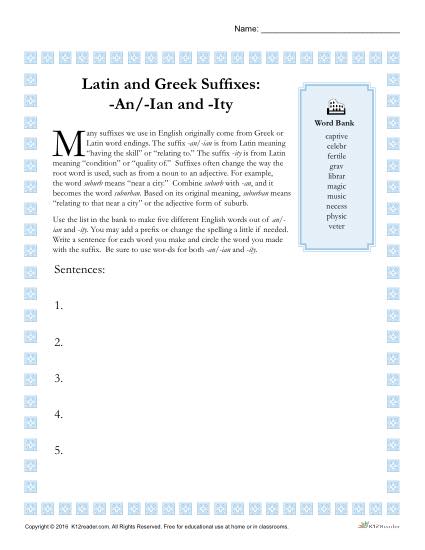 Name:
Latin and Greek Suffixes:
-An/-Ian and -Ity
Many suffixes we use in English originally come from Greek or
Latin word endings. The suffix -an/-ian is from Latin meaning
“having the skill” or “relating to.” The suffix -ity is from Latin
meaning “condition” or “quality of.” Suffixes often change the way the
root word is used, such as from a noun to an adjective. For example,
the word suburb means “near a city.” Combine suburb with -an, and it
becomes the word suburban. Based on its original meaning, suburban means
“relating to that near a city” or the adjective form of suburb.
Use the list in the bank to make five different English words out of an/-
ian and -ity. You may add a prefix or change the spelling a little if needed.
Write a sentence for each word you make and circle the word you made
with the suffix. Be sure to use wor-ds for both -an/-ian and -ity.
Word Bank
captive
celebr
fertile
grav
librar
magic
music
necess
physic
veter
Sentences:
1.
2.
3.
4.
5.
Copyright © 2016 K12reader.com. All Rights Reserved. Free for educational use at home or in classrooms.
K12Reader